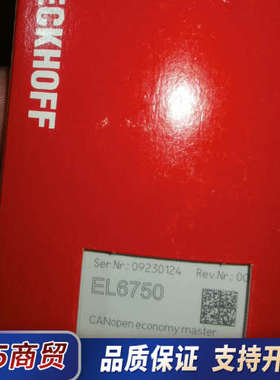 ECKHOFF
Ser.Nr.: 09230124 Rev.Nr.: 00
EL6750
CANopen economy master
品质保证 支持开